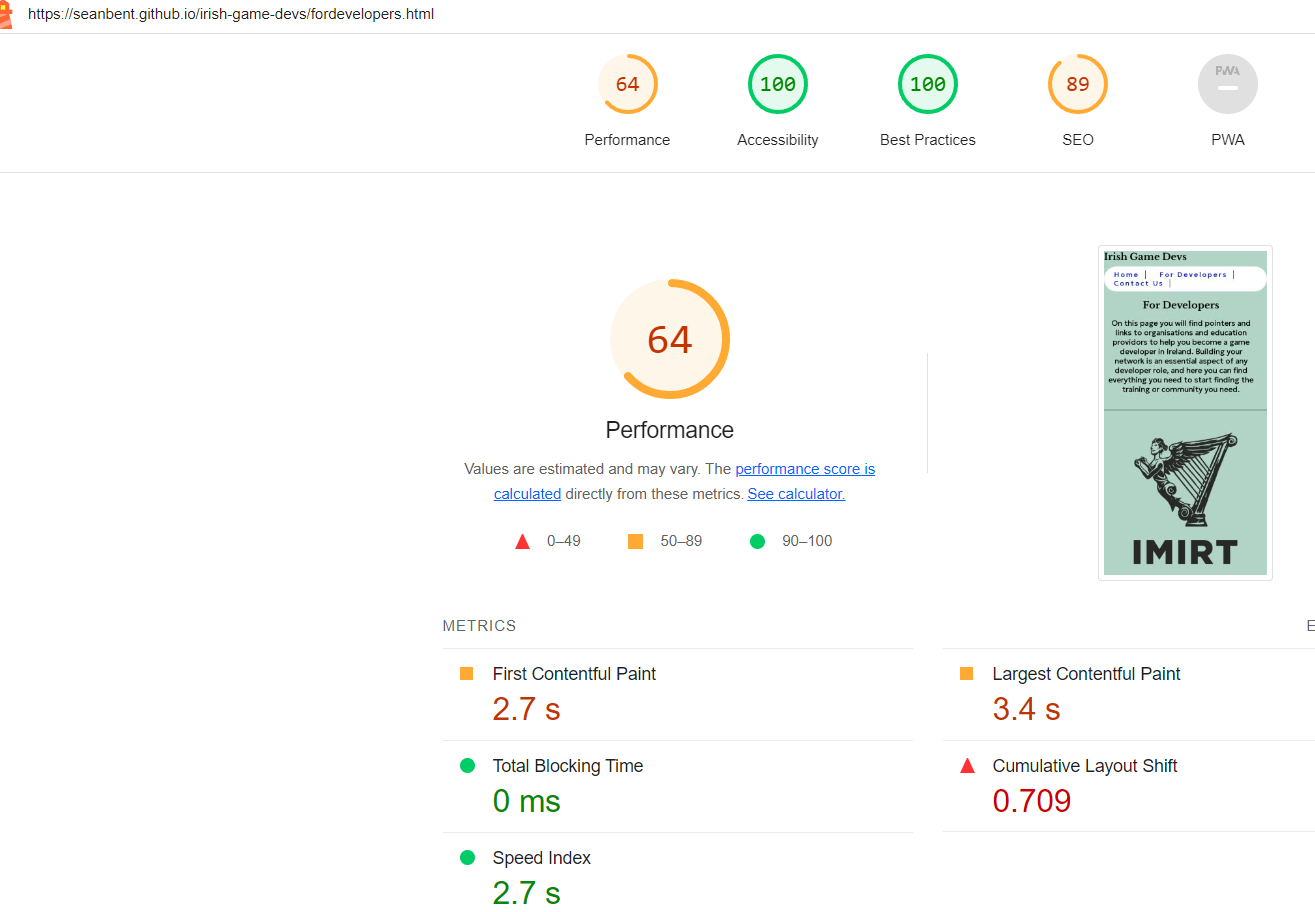 https://seanbent.github.io/irish-game-devs/fordevelopers.html
64
100
100
89
PWA
Performance
Accessibility
Best Practices
SEO
PWA
64
Performance
Values are estimated and may vary. The performance score is
calculated directly from these metrics. See calculator.
0–49
50–89
90–100
Irish Game Devs
Home | For Developers |
Contact Us |
For Developers
On this page you will find pointers and
links to organisations and education
providors to help you become a game
developer in Ireland. Building your
network is an essential aspect of any
developer role, and here you can find
everything you need to start finding the
training or community you need.
IMIRT
METRICS
E
First Contentful Paint
2.7 s
Largest Contentful Paint
3.4 s
Total Blocking Time
0 ms
Cumulative Layout Shift
0.709
Speed Index
2.7 s